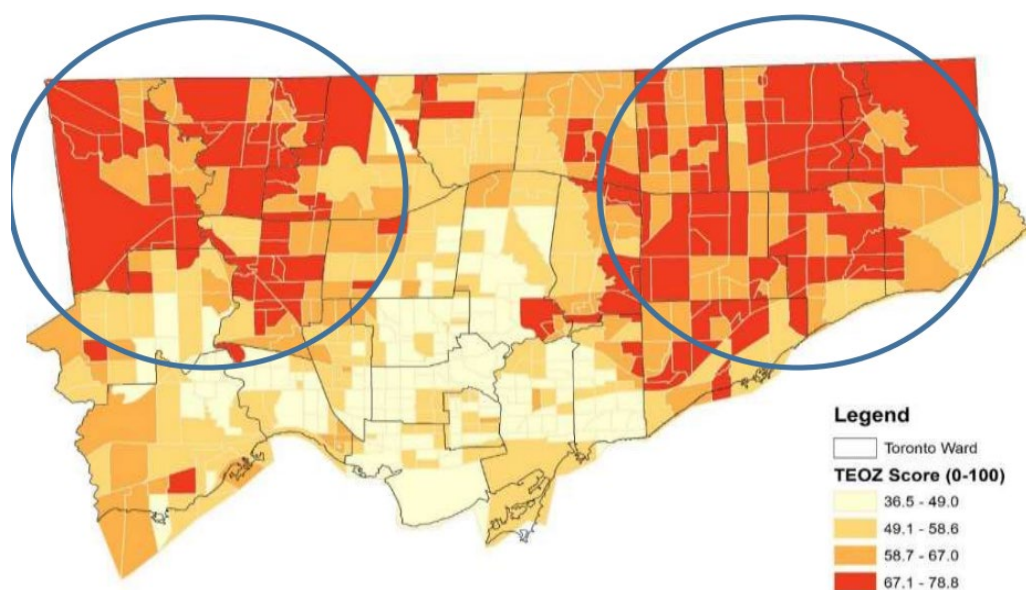 Legend
Toronto Ward
TEOZ Score (0-100)
36.5 - 49.0
49.1 - 58.6
58.7 - 67.0
67.1 - 78.8